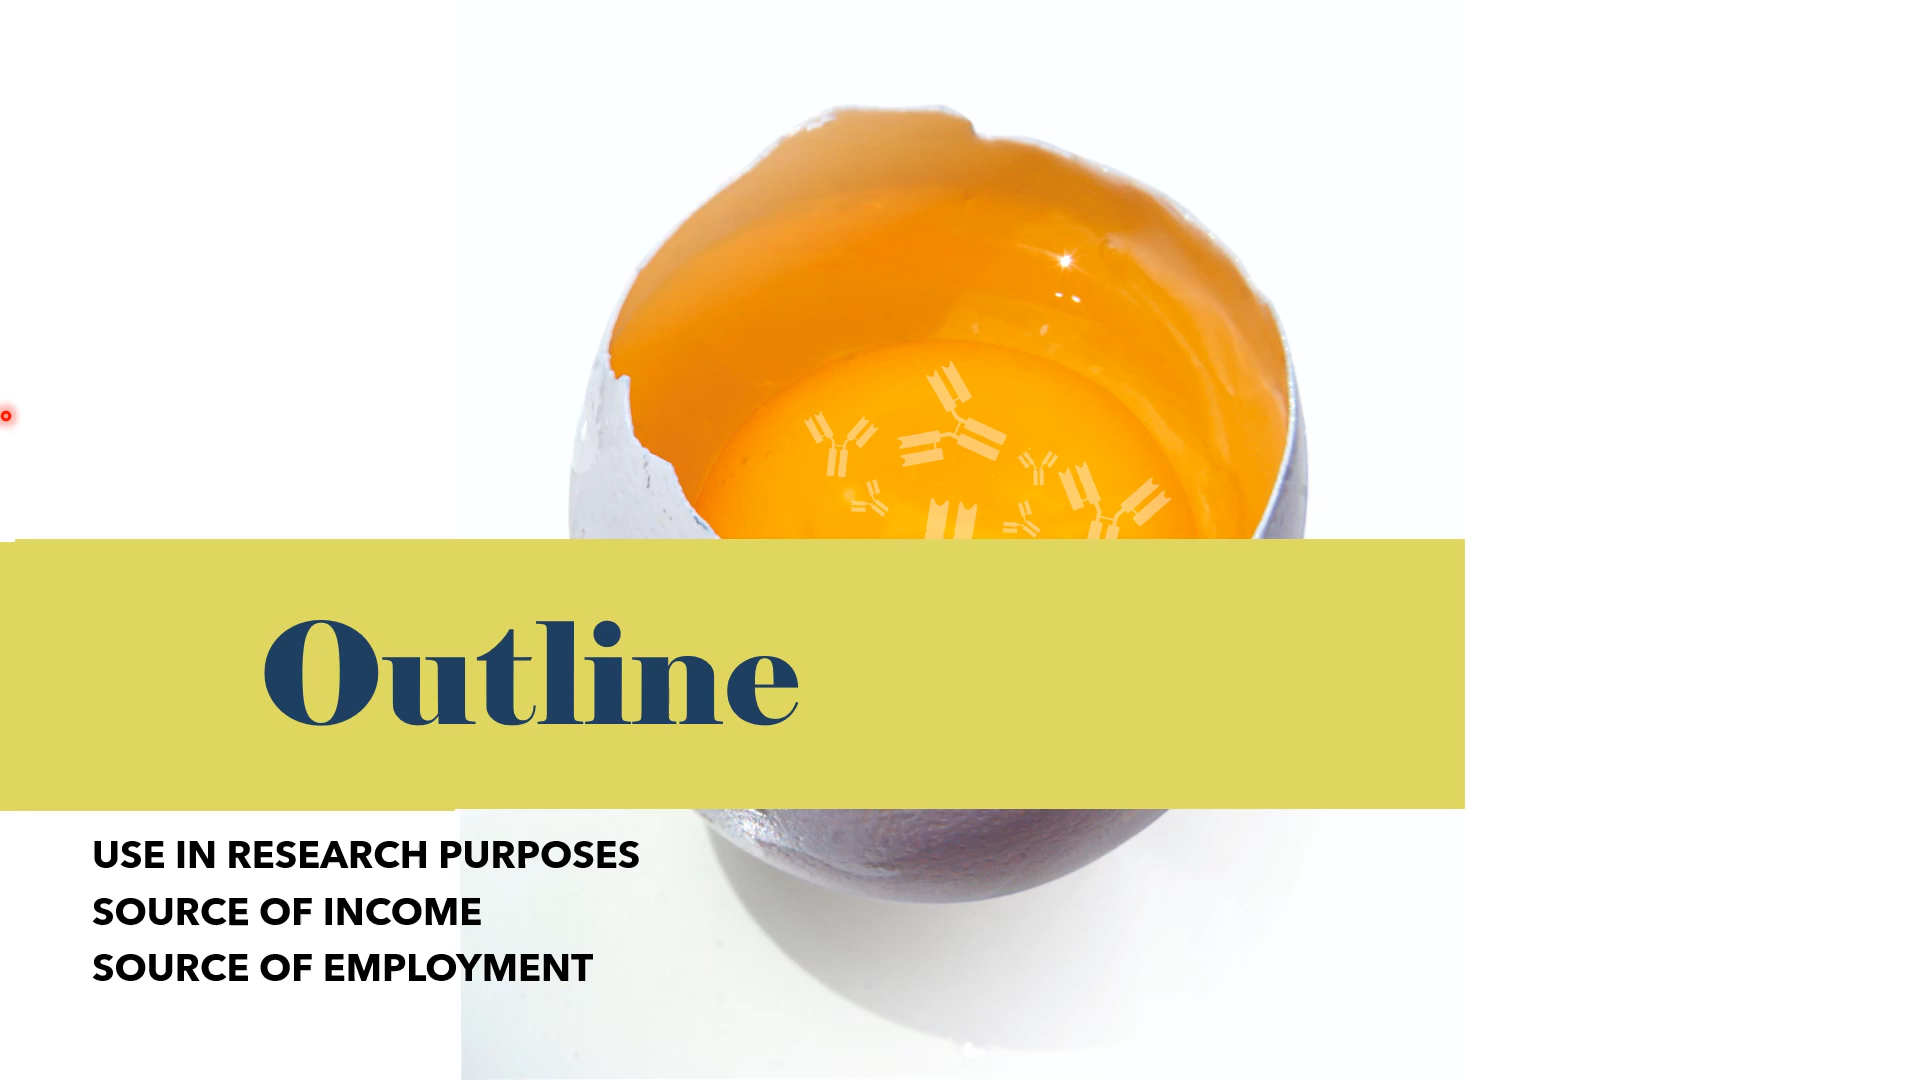 Outline
USE IN RESEARCH PURPOSES
SOURCE OF INCOME
SOURCE OF EMPLOYMENT